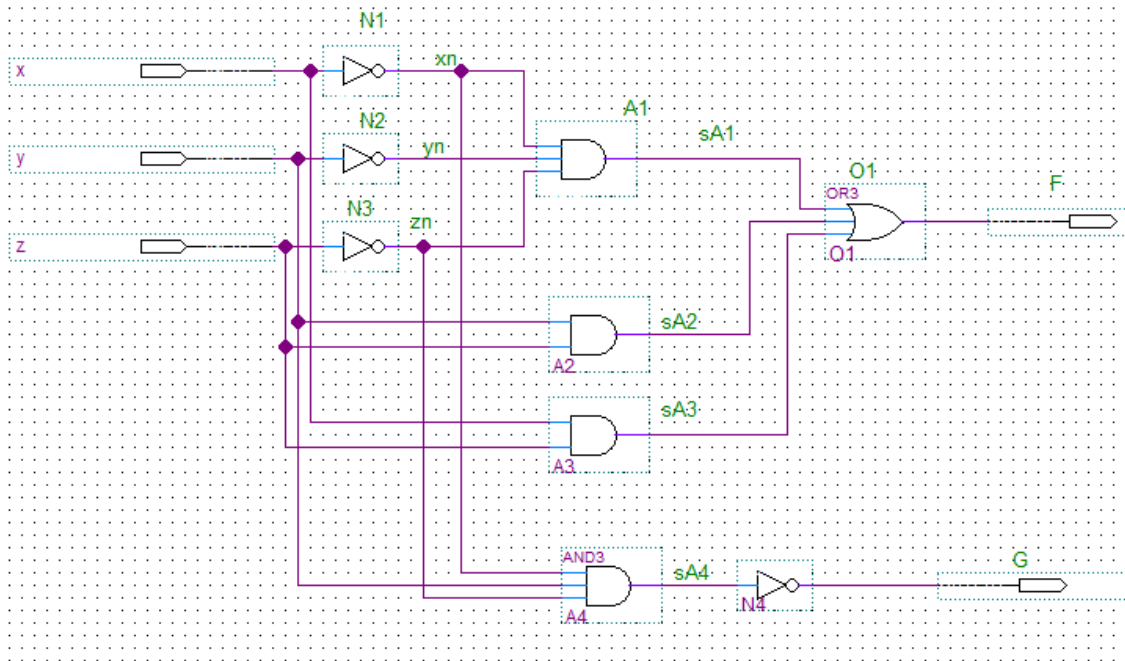 N1
x
xn
N2
A1
sA1
y
yn
O1
N3
OR3
F
z
zn
O1
sA2
A2
sA3
A3
AND3
sA4
G
N4
A4